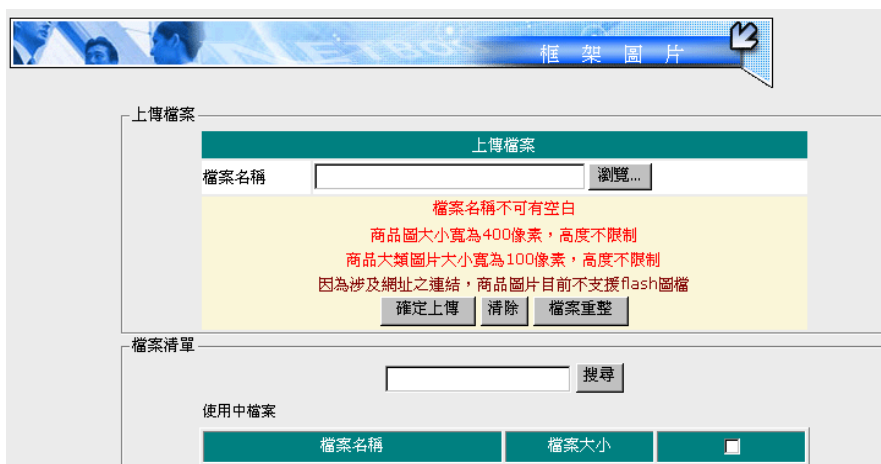 框架圖片
上傳檔案
上傳檔案
檔案名稱 瀏覽...
檔案名稱不可有空白
商品圖大小寬為400像素，高度不限制
商品大類圖片大小寬為100像素，高度不限制
因為涉及網址之連結，商品圖片目前不支援flash圖檔
確定上傳 清除 檔案重整
檔案清單
搜尋
使用中檔案
檔案名稱 檔案大小